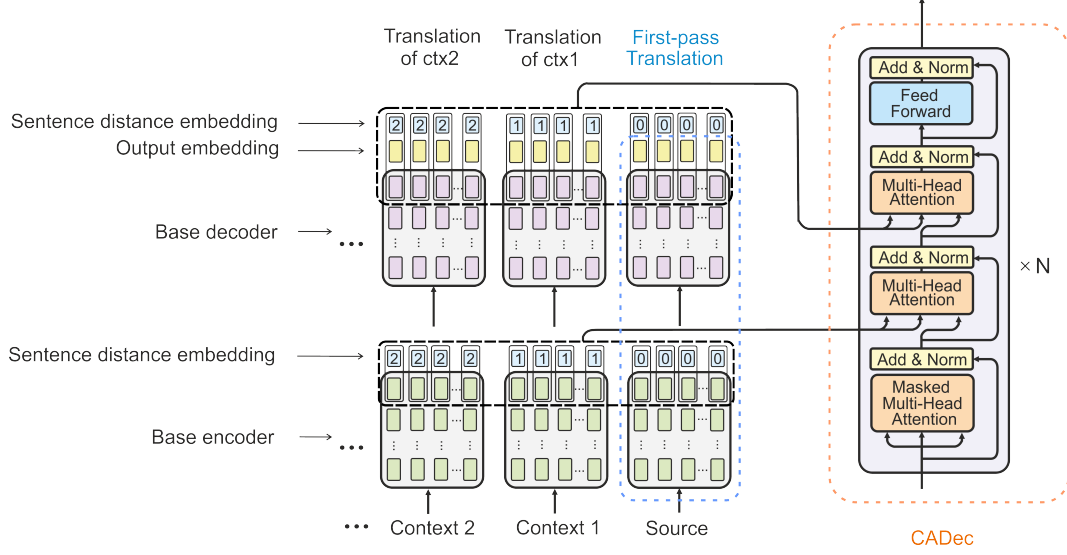 Translation of ctx2
Translation of ctx1
First-pass Translation
Sentence distance embedding
2 2 2 2 1 1 1 1 0 0 0 0
Output embedding
Base decoder
...
Sentence distance embedding
2 2 2 2 1 1 1 1 0 0 0 0
Base encoder
...
... Context 2 Context 1 Source
Add & Norm
Feed
Forward
Add & Norm
Multi-Head
Attention
Add & Norm
Multi-Head
Attention
Add & Norm
Masked
Multi-Head
Attention
× N
CADec